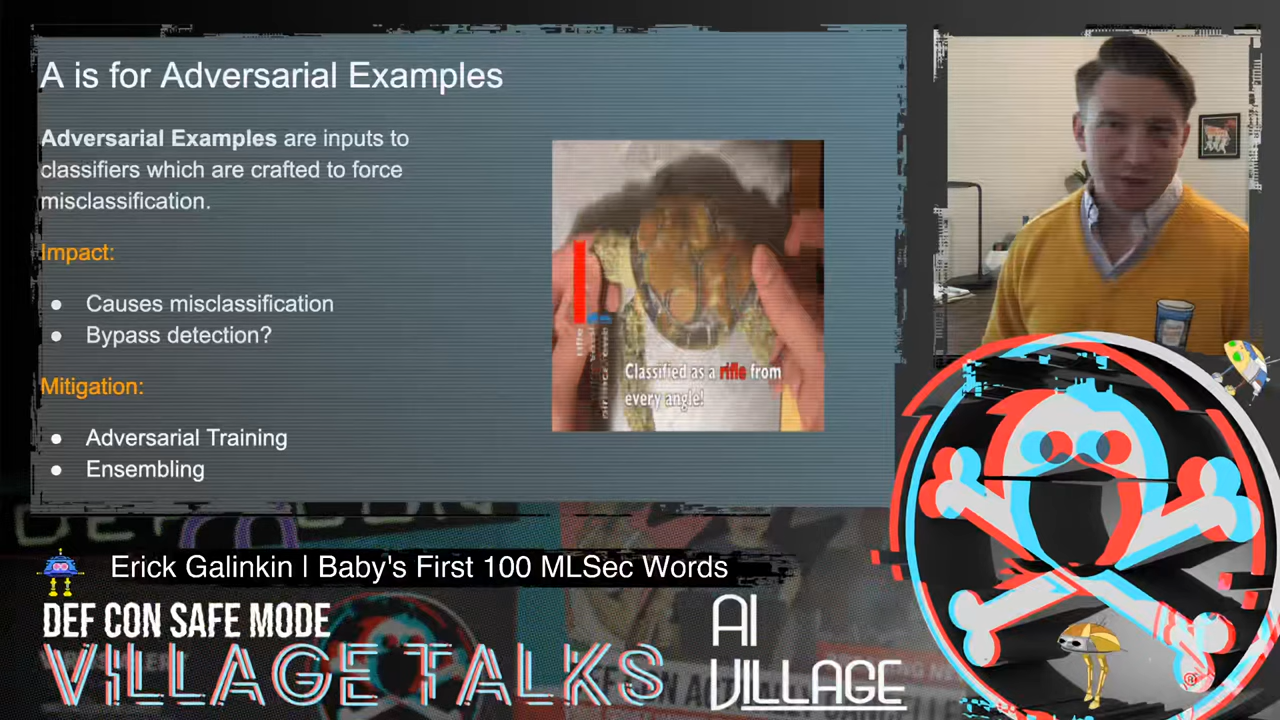 A is for Adversarial Examples
Adversarial Examples are inputs to
classifiers which are crafted to force
misclassification.
Impact:
● Causes misclassification
● Bypass detection?
Mitigation:
● Adversarial Training
● Ensembling
rifle
Classified as a rifle from
every angle!
Erick Galinkin | Baby's First 100 MLSec Words
DEF CON SAFE MODE
VILLAGE TALKS
AI
VILLAGE